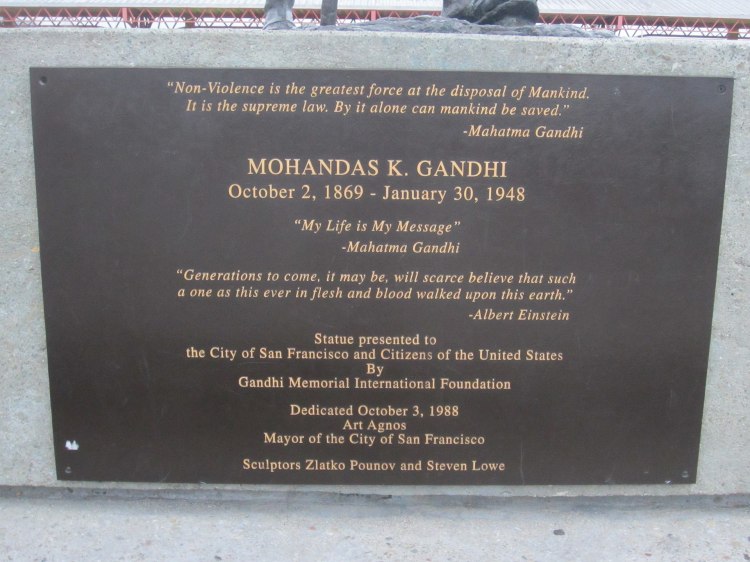 “Non-Violence is the greatest force at the disposal of Mankind.
It is the supreme law. By it alone can mankind be saved.”
-Mahatma Gandhi
MOHANDAS K. GANDHI
October 2, 1869 - January 30, 1948
“My Life is My Message”
-Mahatma Gandhi
“Generations to come, it may be, will scarce believe that such
a one as this ever in flesh and blood walked upon this earth.”
-Albert Einstein
Statue presented to
the City of San Francisco and Citizens of the United States
By
Gandhi Memorial International Foundation
Dedicated October 3, 1988
Art Agnos
Mayor of the City of San Francisco
Sculptors Zlatko Pounov and Steven Lowe